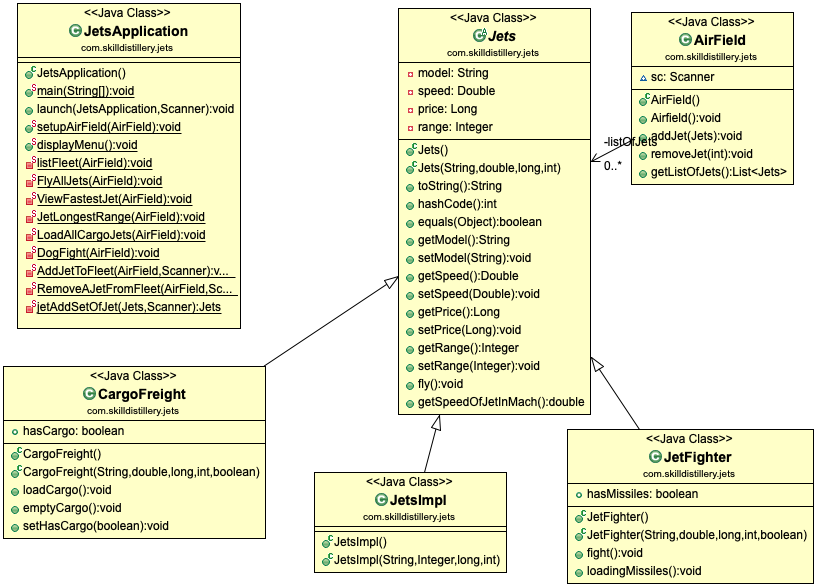 <<Java Class>>
JetsApplication
com.skilldistillery.jets
JetsApplication()
main(String[]):void
launch(JetsApplication,Scanner):void
setupAirField(AirField):void
displayMenu():void
listFleet(AirField):void
FlyAllJets(AirField):void
ViewFastestJet(AirField):void
JetLongestRange(AirField):void
LoadAllCargoJets(AirField):void
DogFight(AirField):void
AddJetToFleet(AirField,Scanner):v...
RemoveAJetFromFleet(AirField,Sc...
jetAddSetOfJet(Jets,Scanner):Jets
<<Java Class>>
Jets
com.skilldistillery.jets
model: String
speed: Double
price: Long
range: Integer
Jets()
Jets(String,double,long,int)
toString():String
hashCode():int
equals(Object):boolean
getModel():String
setModel(String):void
getSpeed():Double
setSpeed(Double):void
getPrice():Long
setPrice(Long):void
getRange():Integer
setRange(Integer):void
fly():void
getSpeedOfJetInMach():double
<<Java Class>>
AirField
com.skilldistillery.jets
sc: Scanner
AirField()
Airfield():void
addJet(Jets):void
removeJet(int):void
getListOfJets():List<Jets>
-listOfJets
0..*
<<Java Class>>
CargoFreight
com.skilldistillery.jets
hasCargo: boolean
CargoFreight()
CargoFreight(String,double,long,int,boolean)
loadCargo():void
emptyCargo():void
setHasCargo(boolean):void
<<Java Class>>
JetsImpl
com.skilldistillery.jets
JetsImpl()
JetsImpl(String,Integer,long,int)
<<Java Class>>
JetFighter
com.skilldistillery.jets
hasMissiles: boolean
JetFighter()
JetFighter(String,double,long,int,boolean)
fight():void
loadingMissiles():void